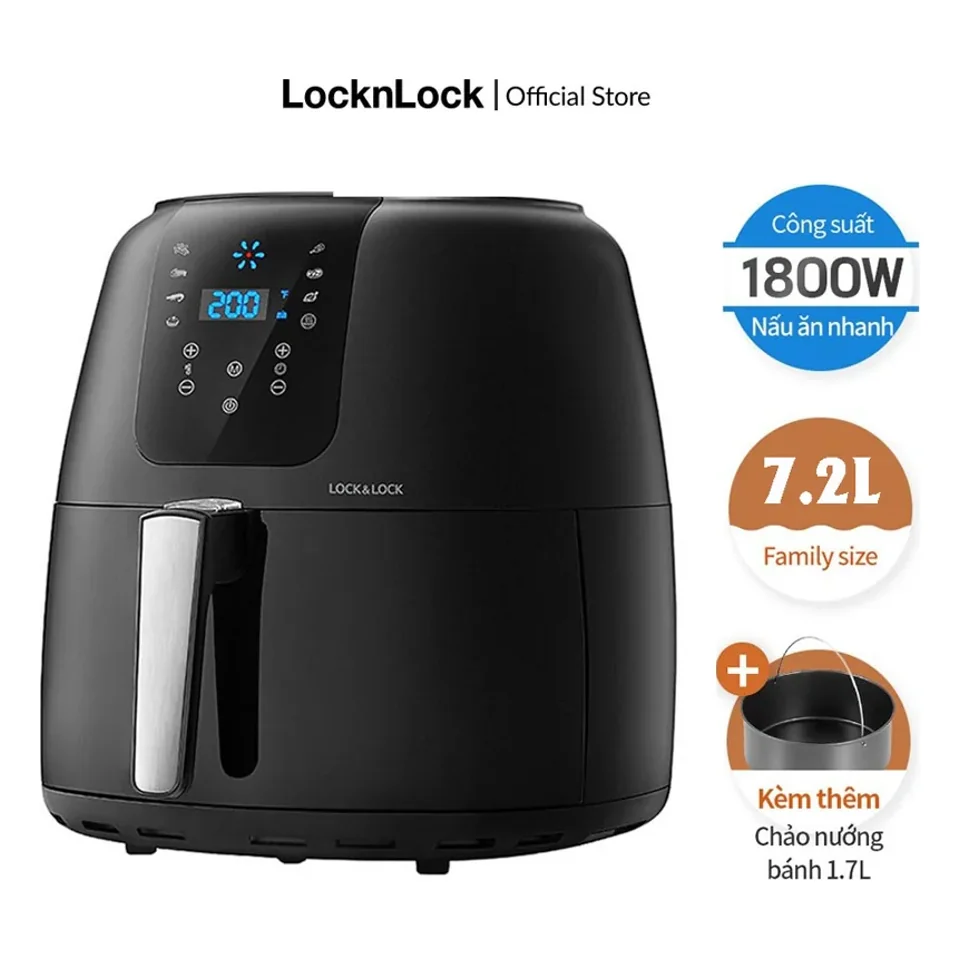 LocknLock | Official Store
Công suất
1800W
Nấu ăn nhanh
200
°F
M
LOCK&LOCK
7.2L
Family size
+
Kèm thêm
Chảo nướng
bánh 1.7L